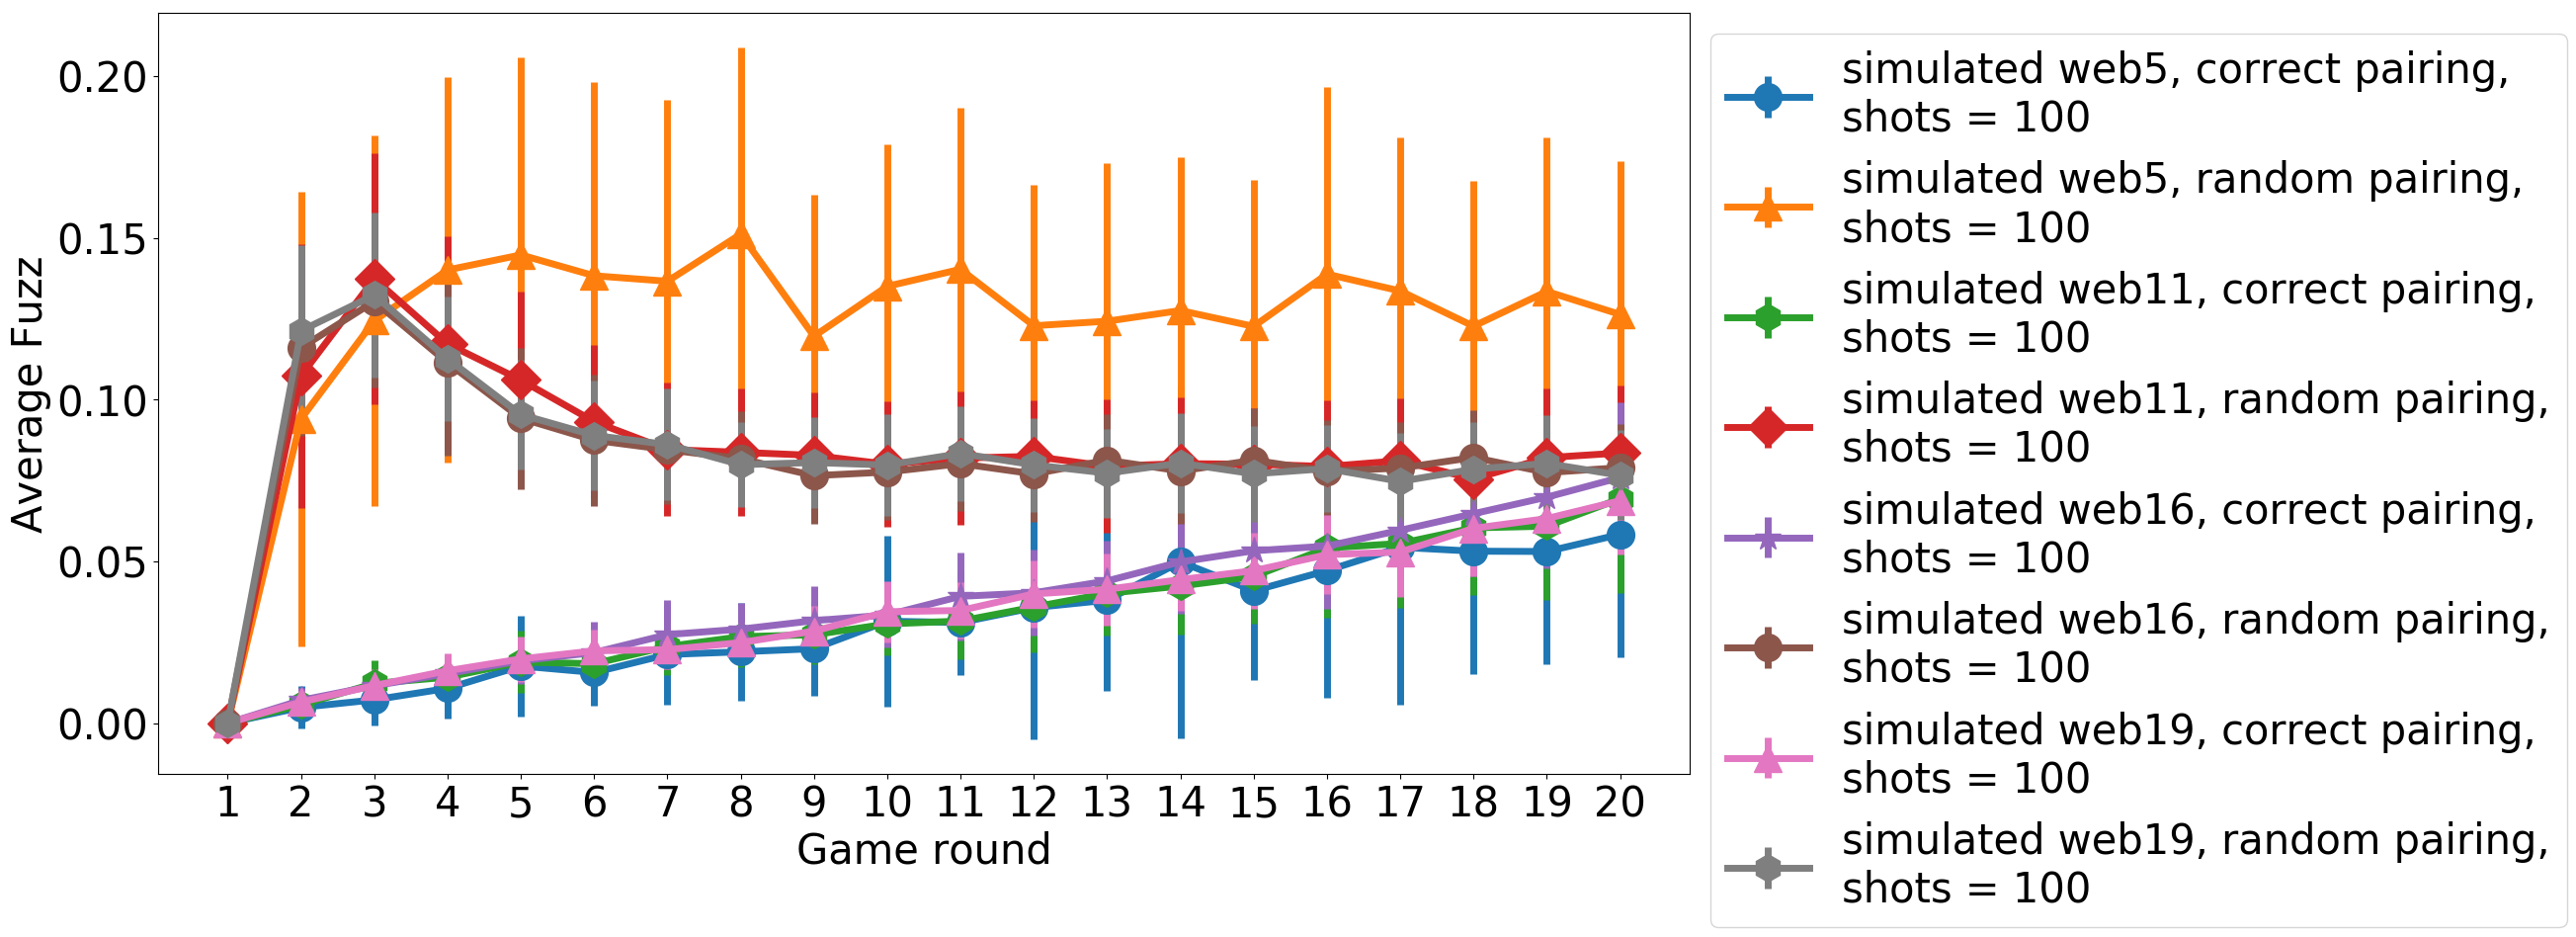 0.20
0.15
0.10
0.05
0.00
Average Fuzz
1 2 3 4 5 6 7 8 9 10 11 12 13 14 15 16 17 18 19 20
Game round
simulated web5, correct pairing,
shots = 100
simulated web5, random pairing,
shots = 100
simulated web11, correct pairing,
shots = 100
simulated web11, random pairing,
shots = 100
simulated web16, correct pairing,
shots = 100
simulated web16, random pairing,
shots = 100
simulated web19, correct pairing,
shots = 100
simulated web19, random pairing,
shots = 100